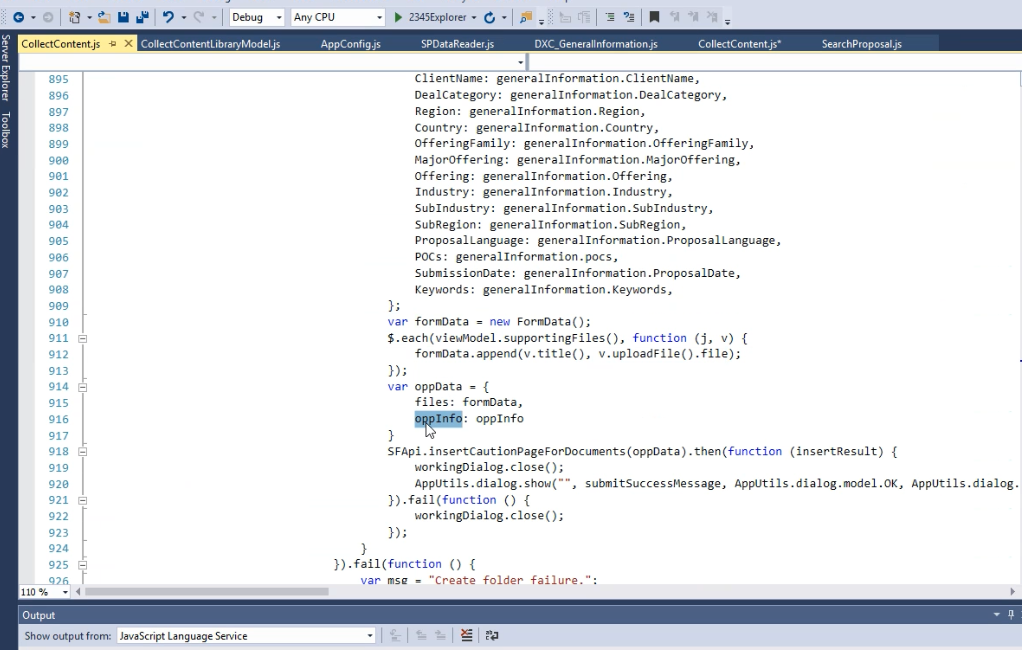 Debug Any CPU 2345Explorer
CollectContent.js CollectContentLibraryModel.js AppConfig.js SPDataReader.js DXC_GeneralInformation.js CollectContent.js* SearchProposal.js
Server Explorer
Toolbox
895 ClientName: generalInformation.ClientName,
896 DealCategory: generalInformation.DealCategory,
897 Region: generalInformation.Region,
898 Country: generalInformation.Country,
899 OfferingFamily: generalInformation.OfferingFamily,
900 MajorOffering: generalInformation.MajorOffering,
901 Offering: generalInformation.Offering,
902 Industry: generalInformation.Industry,
903 SubIndustry: generalInformation.SubIndustry,
904 SubRegion: generalInformation.SubRegion,
905 ProposalLanguage: generalInformation.ProposalLanguage,
906 POCs: generalInformation.pocs,
907 SubmissionDate: generalInformation.ProposalDate,
908 Keywords: generalInformation.Keywords,
909 };
910 var formData = new FormData();
911 $.each(viewModel.supportingFiles(), function (j, v) {
912 formData.append(v.title(), v.uploadFile().file);
913 });
914 var oppData = {
915 files: formData,
916 oppInfo: oppInfo
917 }
918 SFApi.insertCautionPageForDocuments(oppData).then(function (insertResult) {
919 workingDialog.close();
920 AppUtils.dialog.show("", submitSuccessMessage, AppUtils.dialog.model.OK, AppUtils.dialog.
921 }).fail(function () {
922 workingDialog.close();
923 });
924 }
925 }).fail(function () {
926 var msg = "Create folder failure.";
110 %
Output
Show output from: JavaScript Language Service